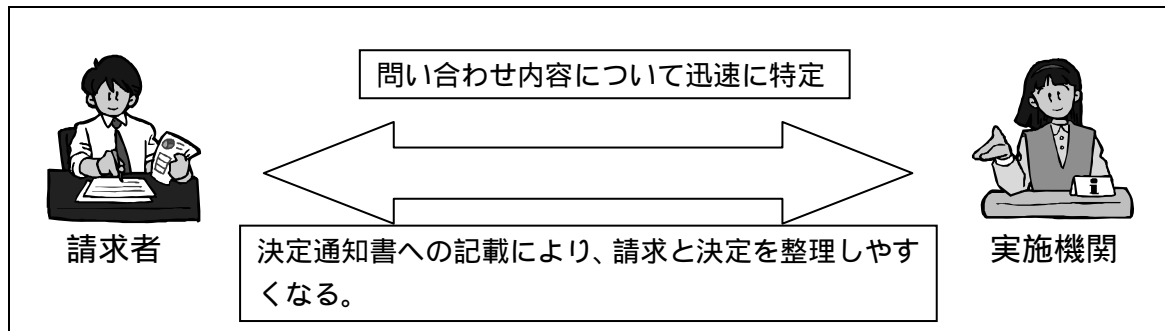 問い合わせ内容について迅速に特定
請求者
実施機関
決定通知書への記載により、請求と決定を整理しやす
くなる。
i